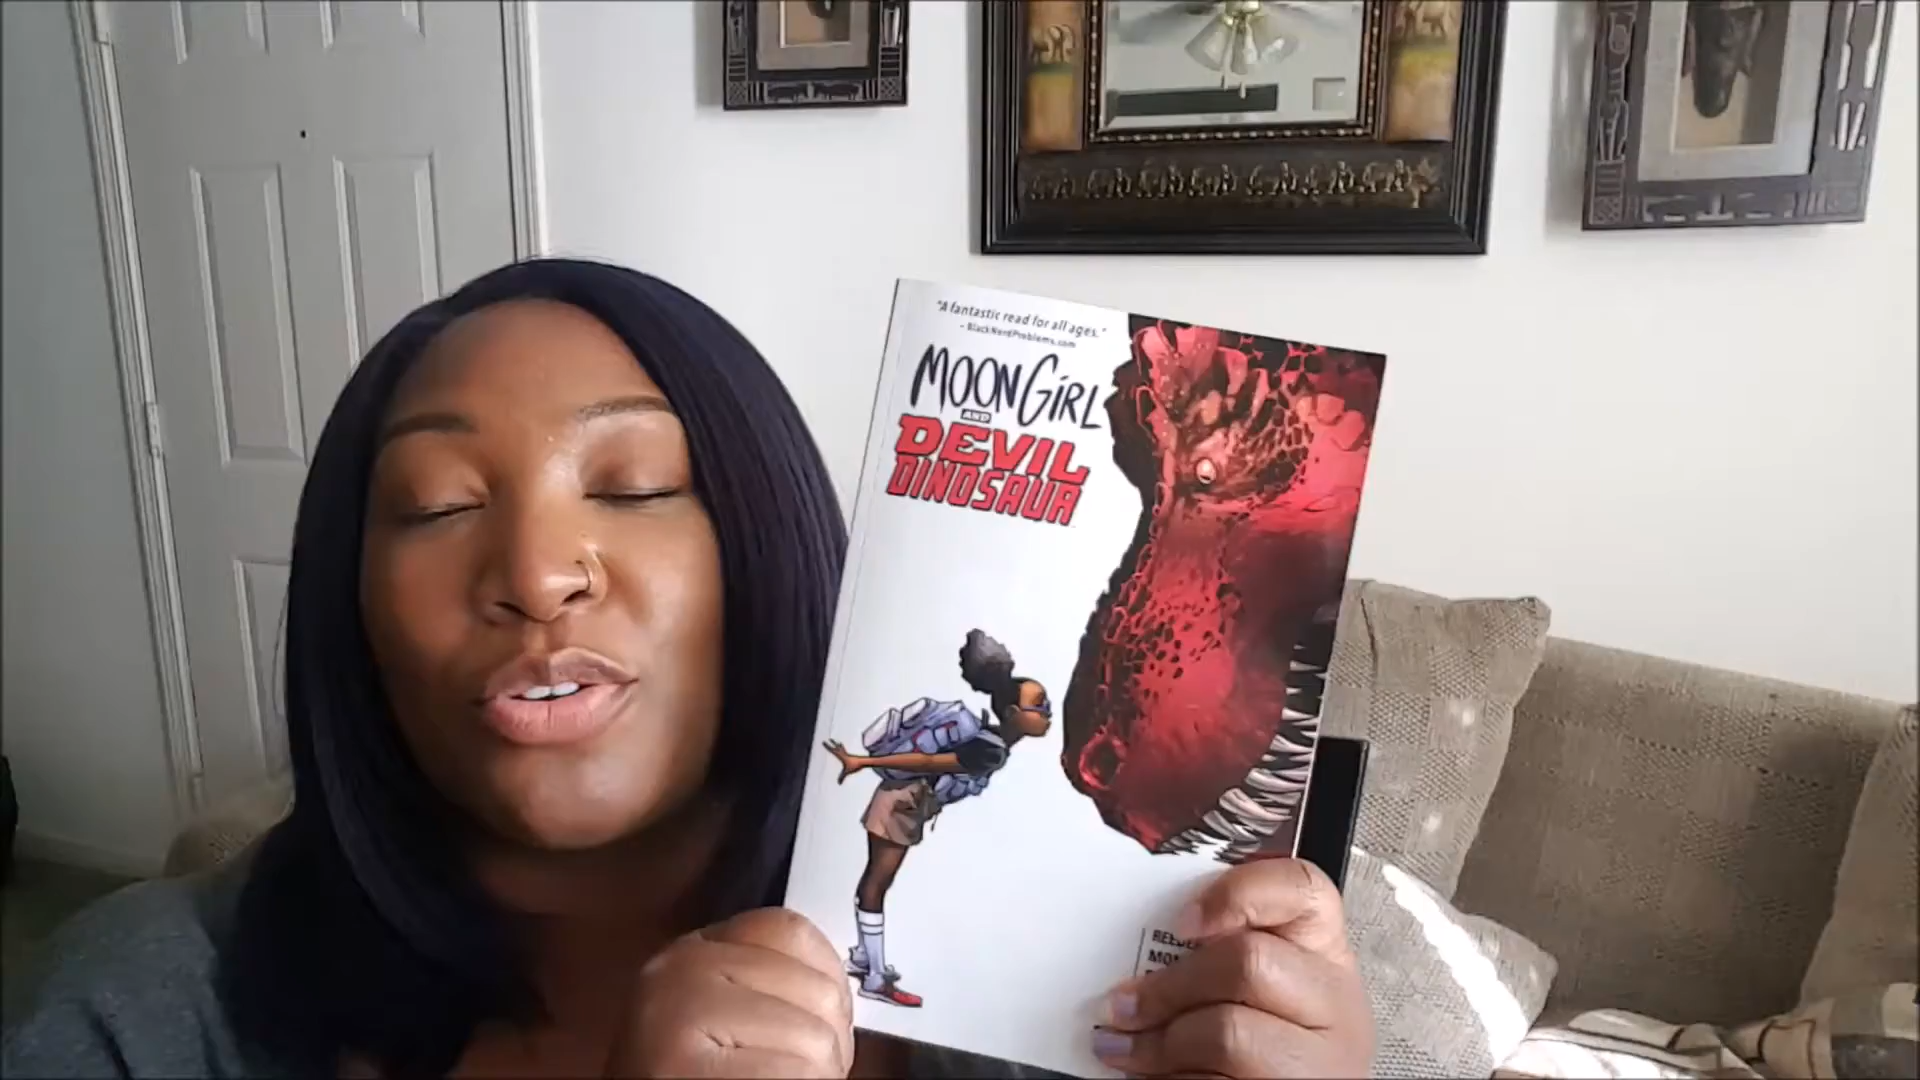 "A fantastic read for all ages."
- BlackNerdProblems.com
MOON GiRL
AND
DEVIL
DINOSAUR